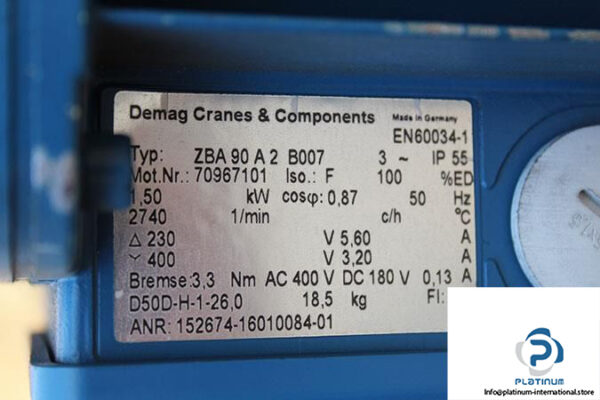 Demag Cranes & Components Made in Germany
EN60034-1
Typ: ZBA 90 A 2 B007 3 ~ IP 55
Mot.Nr.: 70967101 Iso.: F 100 %ED
1,50 kW cosφ: 0,87 50 Hz
2740 1/min c/h °C
△ 230 V 5,60 A
Y 400 V 3,20 A
Bremse: 3,3 Nm AC 400 V DC 180 V 0,13 A
D50D-H-1-26,0 18,5 kg FI:
ANR: 152674-16010084-01
PLATINUM
Info@platinum-international.store